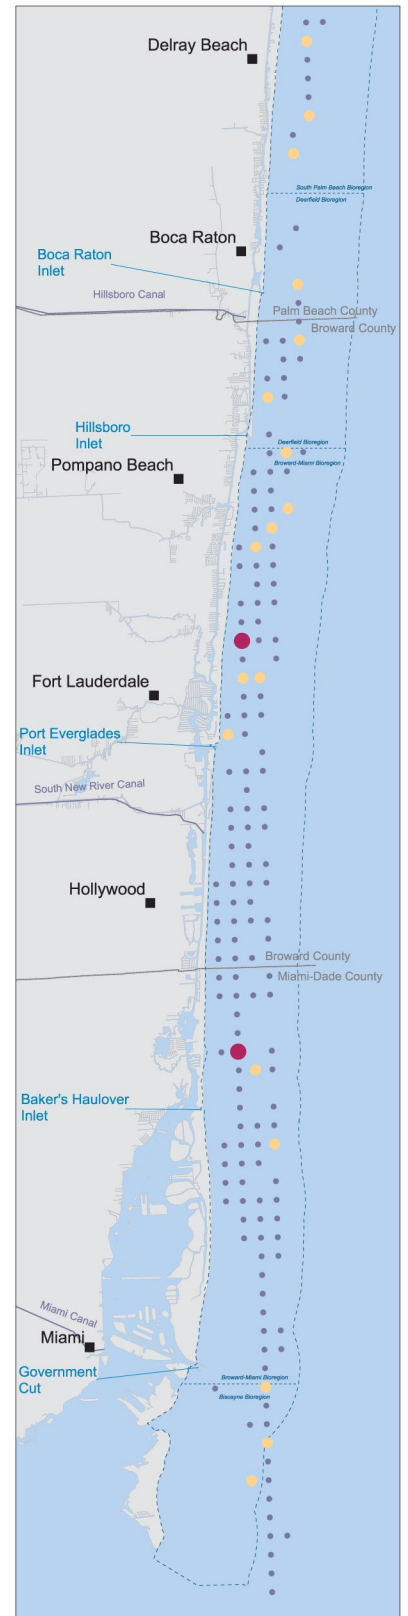 Delray Beach
South Palm Beach Bioregion
Deerfield Bioregion
Boca Raton
Boca Raton
Inlet
Hillsboro Canal
Palm Beach County
Broward County
Hillsboro
Inlet
Deerfield Bioregion
Broward-Miami Bioregion
Pompano Beach
Fort Lauderdale
Port Everglades
Inlet
South New River Canal
Hollywood
Broward County
Miami-Dade County
Baker's Haulover
Inlet
Miami Canal
Miami
Government
Cut
Broward-Miami Bioregion
Biscayne Bioregion